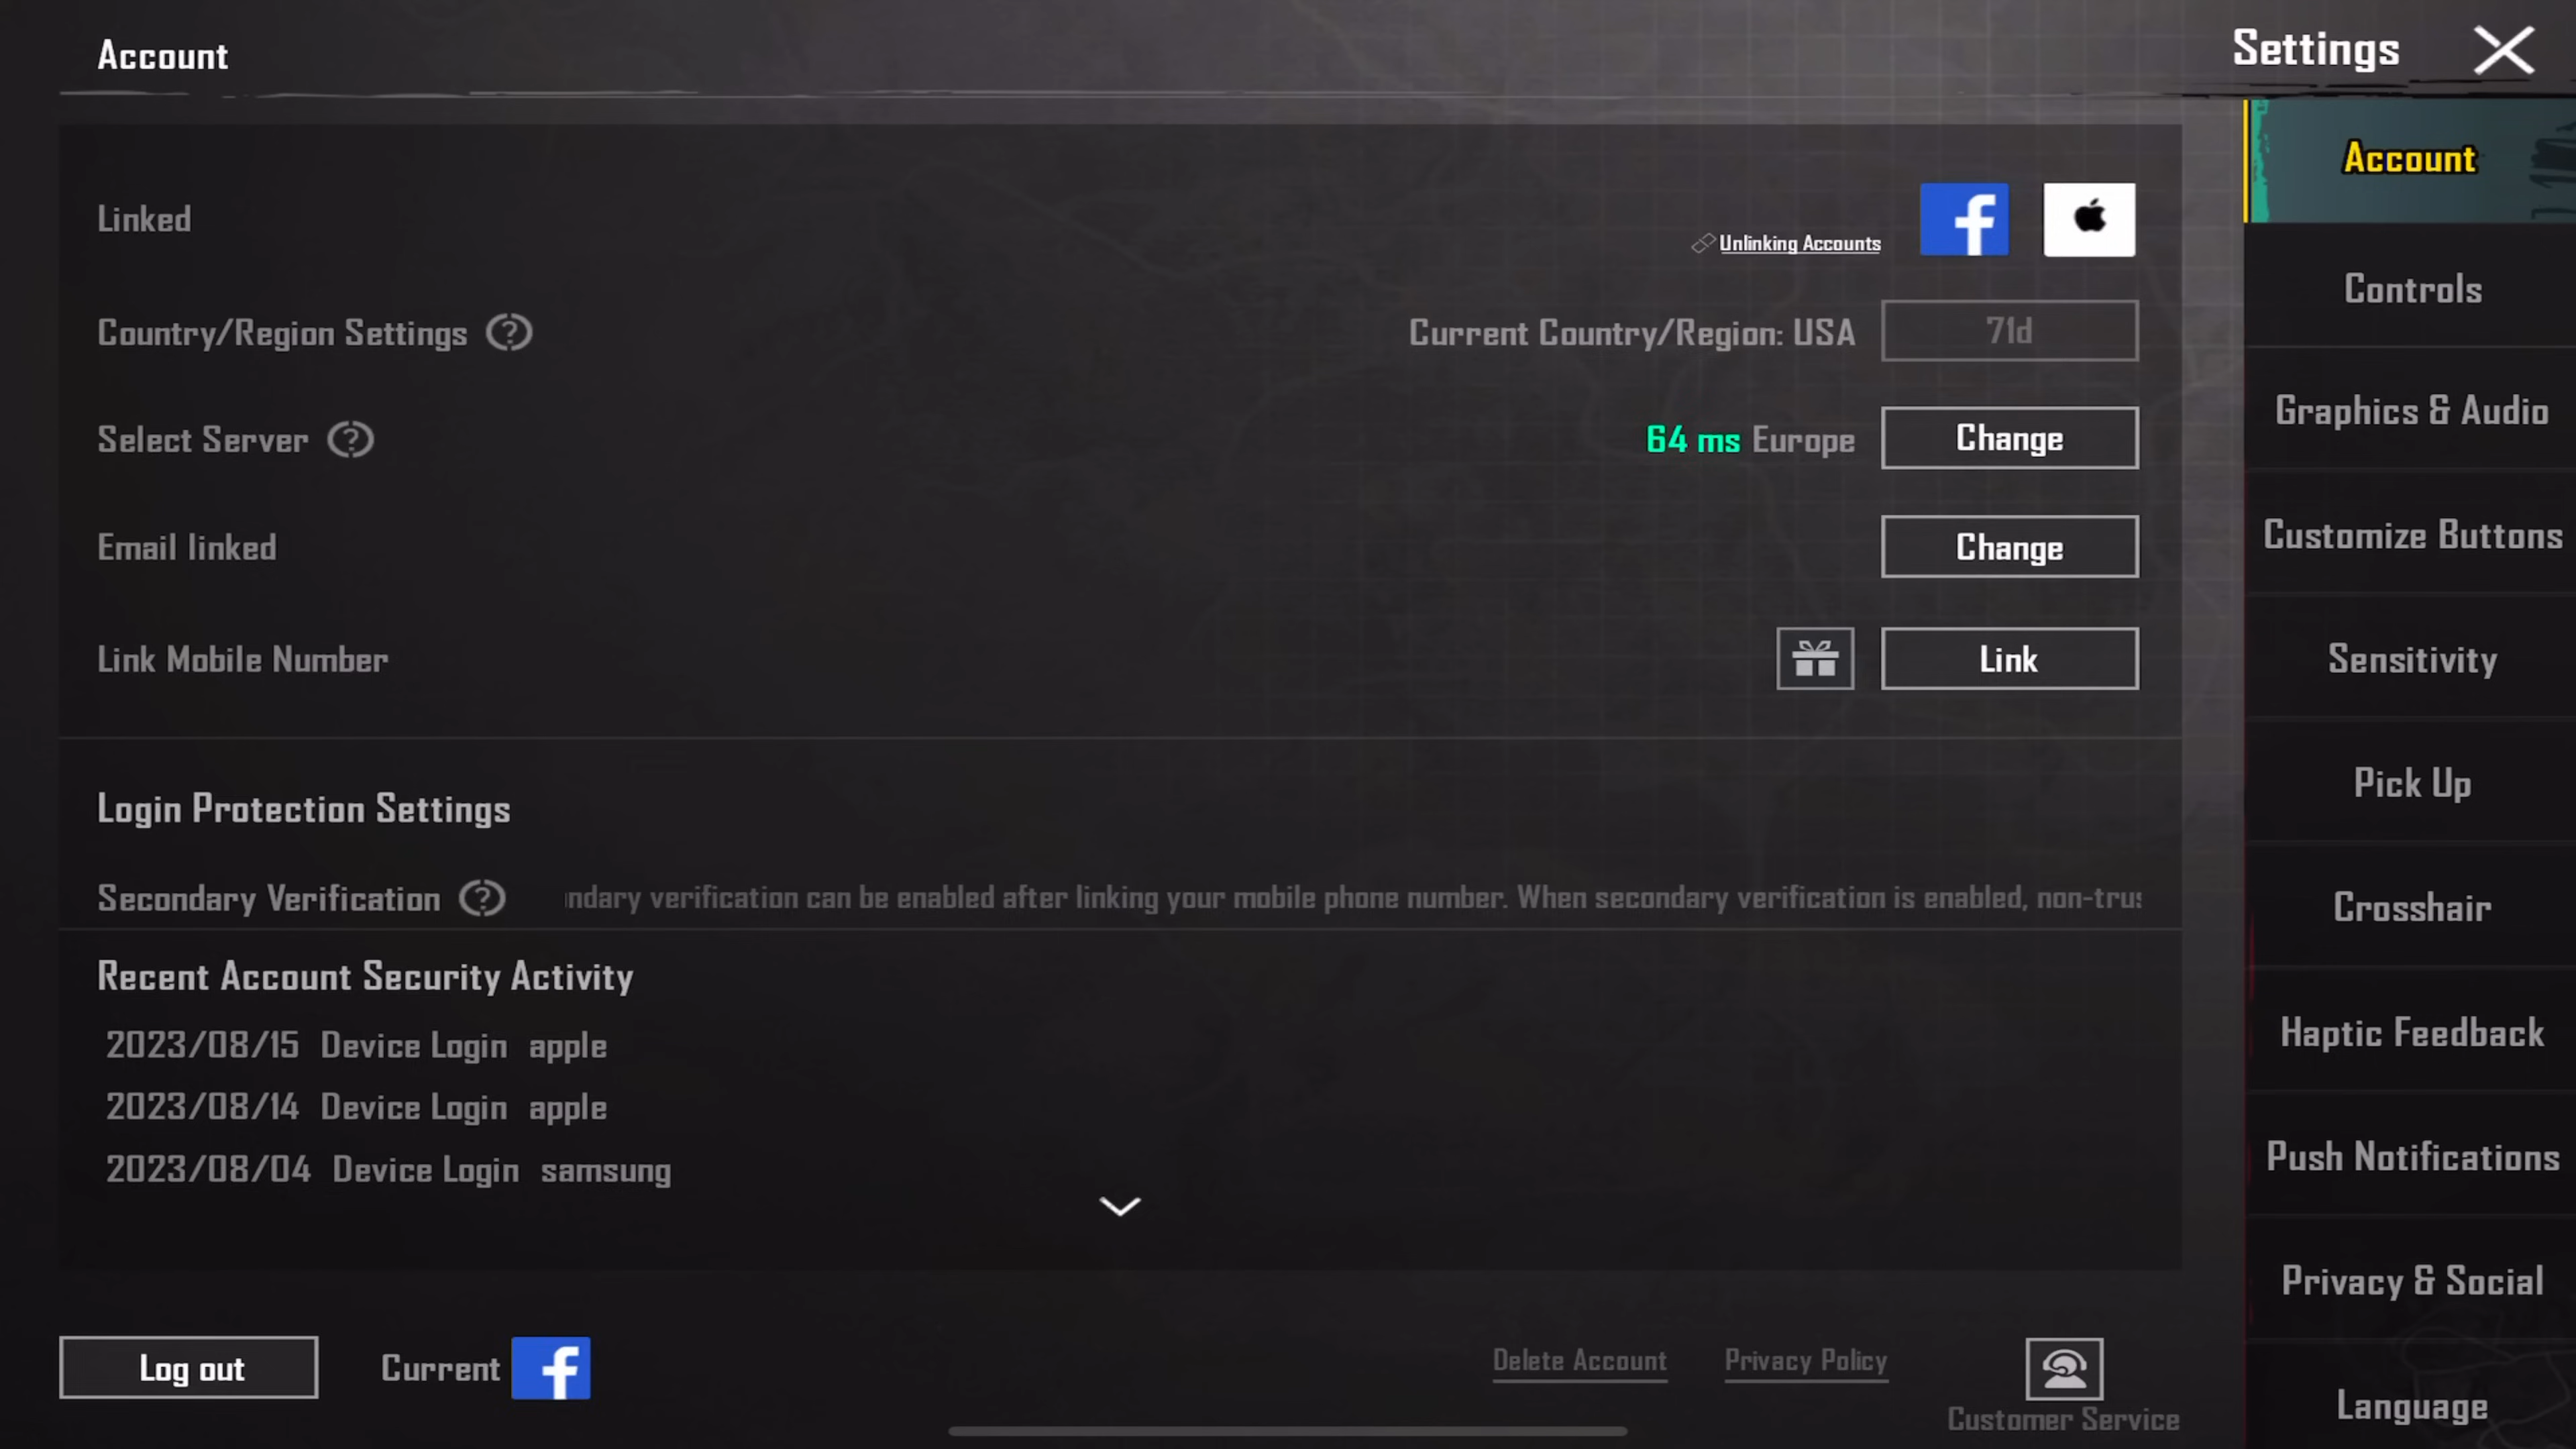 Account
Settings
Account
Linked
Unlinking Accounts
Controls
Country/Region Settings
Current Country/Region: USA
71d
Graphics & Audio
Select Server
64 ms Europe
Change
Customize Buttons
Email linked
Change
Link Mobile Number
Link
Sensitivity
Pick Up
Login Protection Settings
Secondary Verification
verification can be enabled after linking your mobile phone number. When secondary verification is enabled,
Crosshair
Recent Account Security Activity
Haptic Feedback
2023/08/15 Device Login apple
2023/08/14 Device Login apple
2023/08/04 Device Login samsung
Push Notifications
Privacy & Social
Log out
Current
Delete Account
Privacy Policy
Customer Service
Language